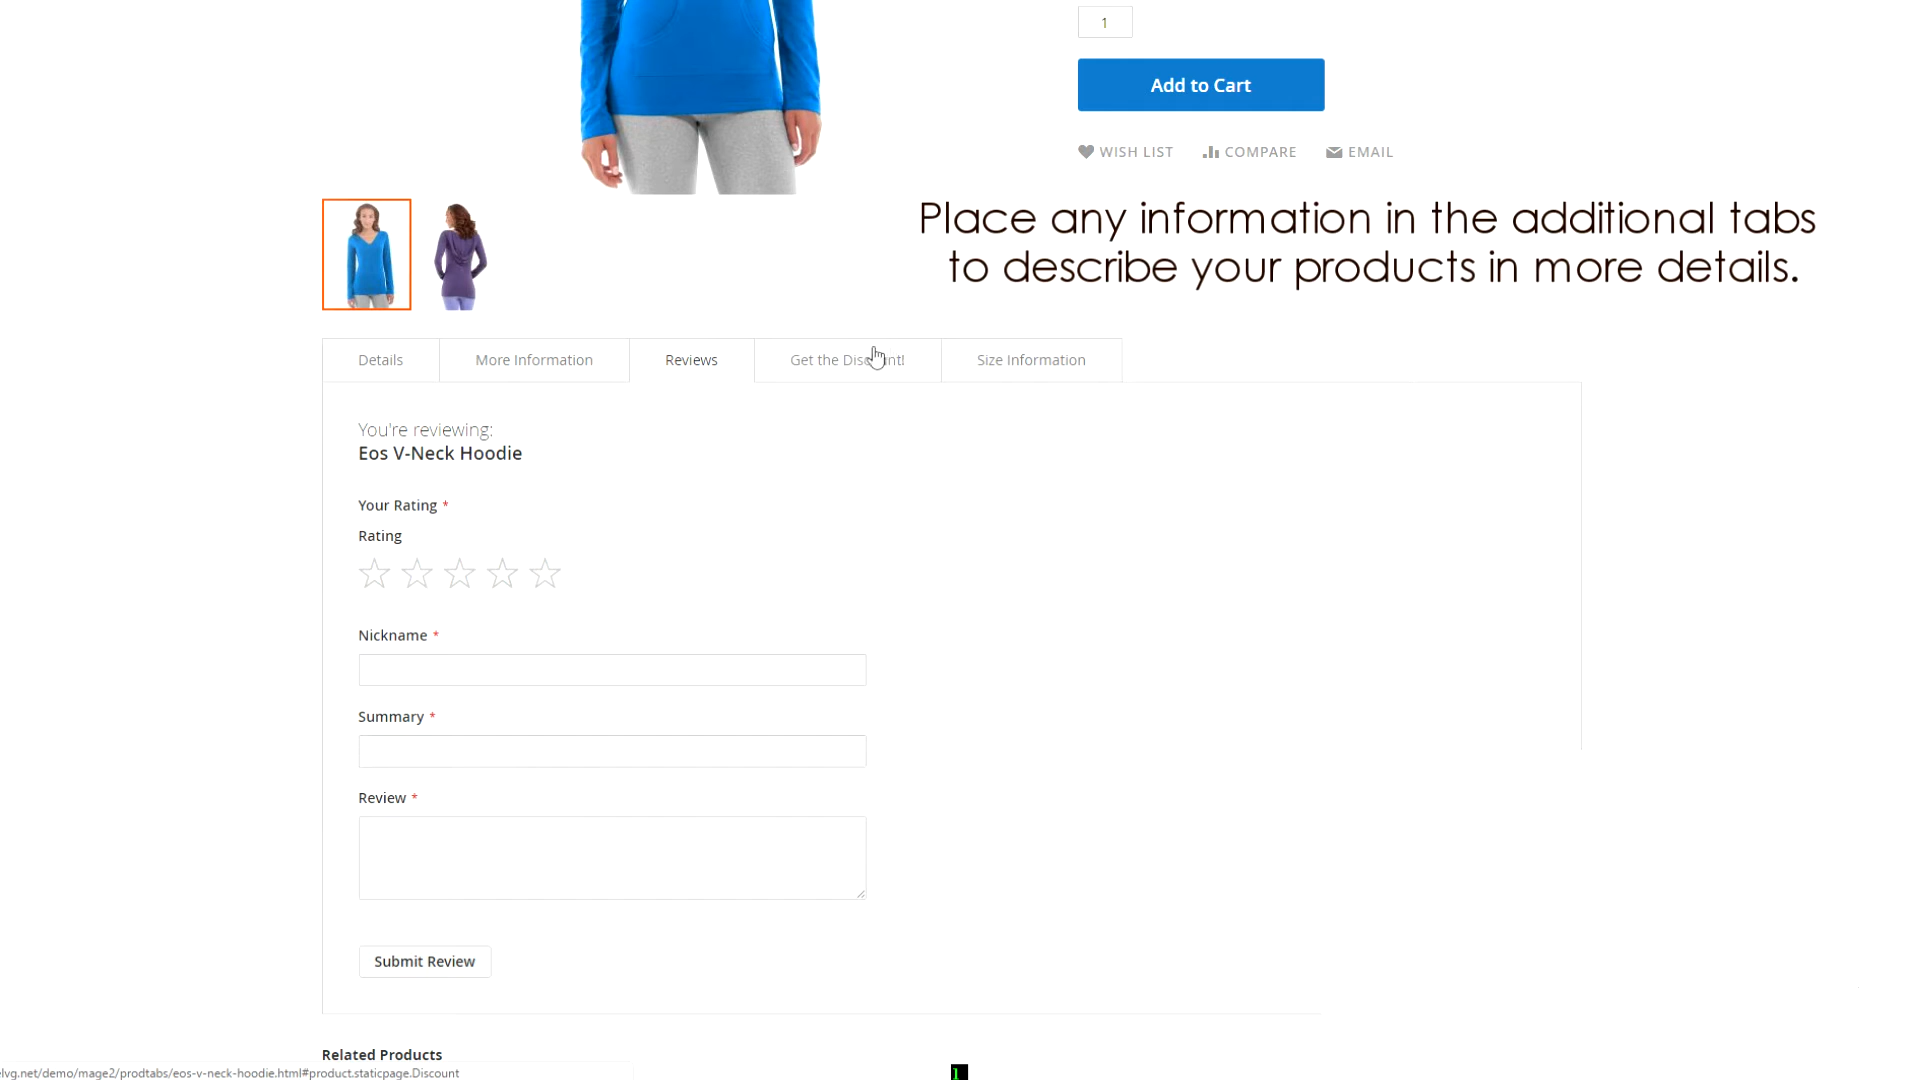 1
Add to Cart
WISH LIST
COMPARE
EMAIL
Place any information in the additional tabs
to describe your products in more details.
Details
More Information
Reviews
Get the
Size Information
You're reviewing:
Eos V-Neck Hoodie
Your Rating *
Rating
Nickname *
Summary *
Review *
Submit Review
Related Products
elvg.net/demo/mage2/prodtabs/eos-v-neck-hoodie.html#product.staticpage.Discount
1